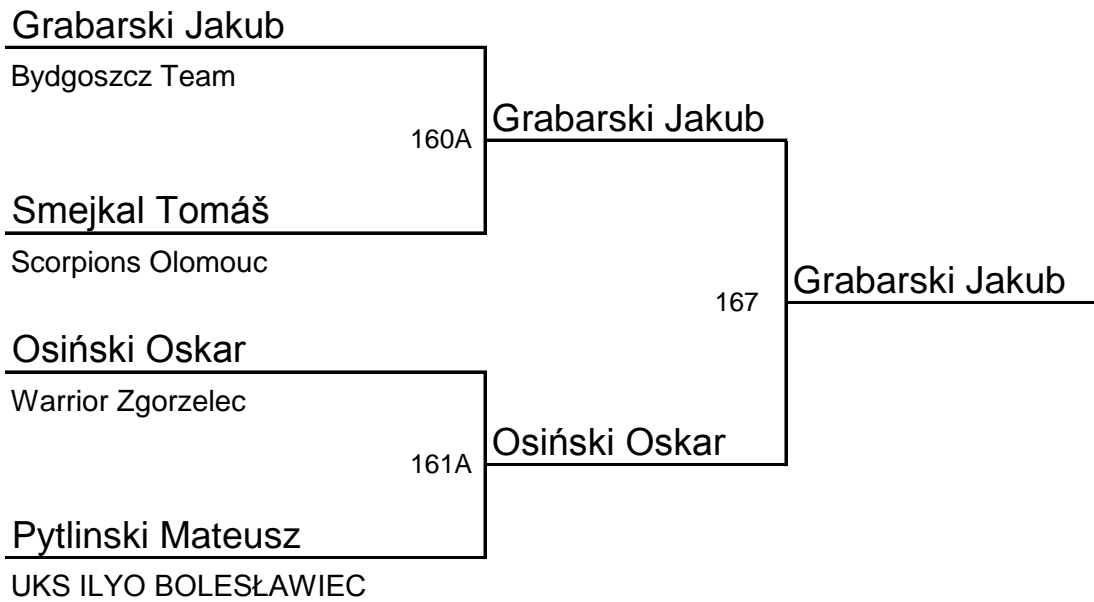 Grabarski Jakub
Bydgoszcz Team
160A
Grabarski Jakub
Smejkal Tomáš
Scorpions Olomouc
167
Grabarski Jakub
Osiński Oskar
Warrior Zgorzelec
161A
Osiński Oskar
Pytlinski Mateusz
UKS ILYO BOLESŁAWIEC